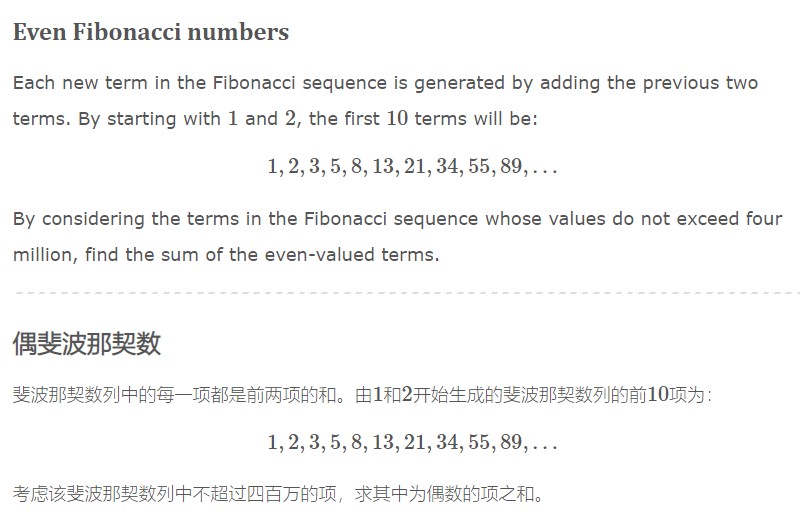 Even Fibonacci numbers
Each new term in the Fibonacci sequence is generated by adding the previous two
terms. By starting with 1 and 2, the first 10 terms will be:
1, 2, 3, 5, 8, 13, 21, 34, 55, 89, . . .
By considering the terms in the Fibonacci sequence whose values do not exceed four
million, find the sum of the even-valued terms.
偶斐波那契数
斐波那契数列中的每一项都是前两项的和。由1和2开始生成的斐波那契数列的前10项为：
1, 2, 3, 5, 8, 13, 21, 34, 55, 89, . . .
考虑该斐波那契数列中不超过四百万的项，求其中为偶数的项之和。